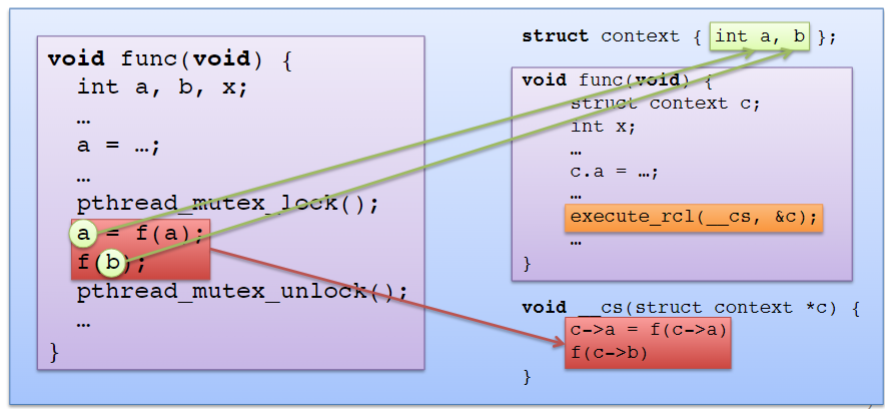 void func(void) {
int a, b, x;
…
a = …;
…
pthread_mutex_lock();
a = f(a);
f(b);
pthread_mutex_unlock();
…
}
struct context { int a, b };
void func(void) {
struct context c;
int x;
…
c.a = …;
…
execute_rcl(__cs, &c);
…
}
void __cs(struct context *c) {
c->a = f(c->a)
f(c->b)
}